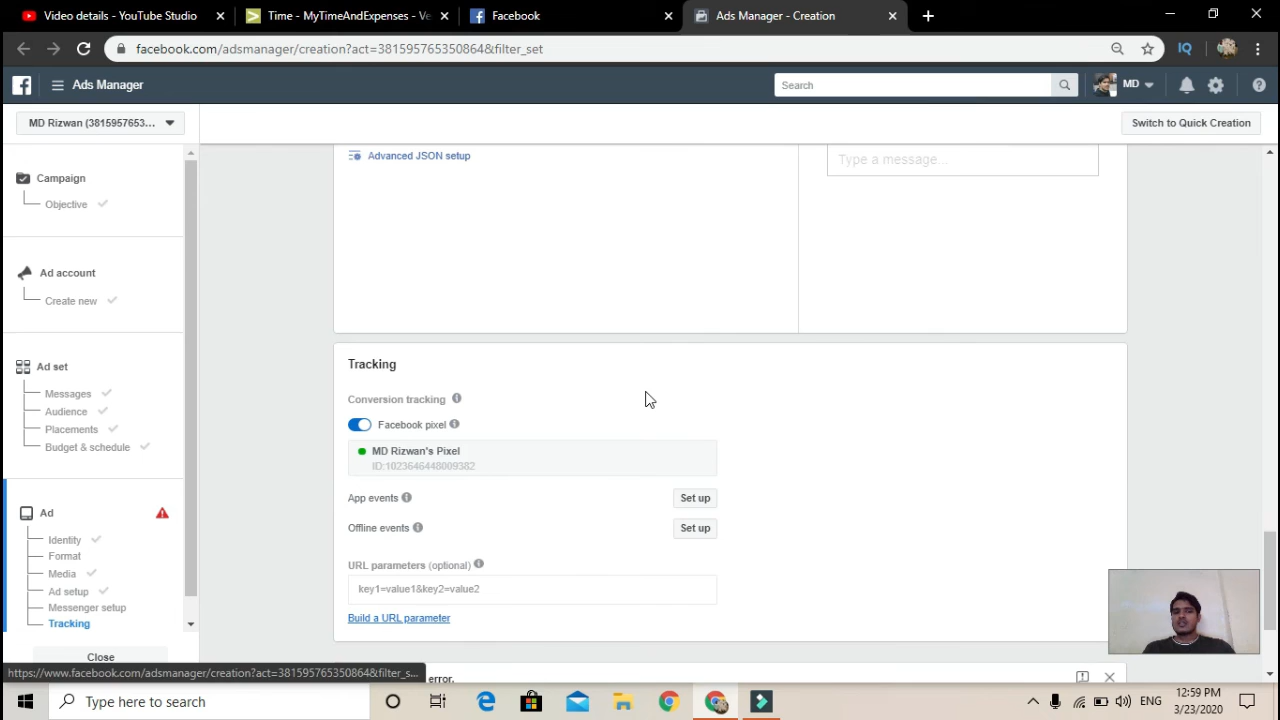 details - YouTube Studio
Time - MyTimeAndExpenses - Ve
Facebook
Ads Manager - Creation
facebook.com/adsmanager/creation?act=3815957653508​64&filter_set
IQ
Ads Manager
Search
MD
MD Rizwan (3815957653...
Switch to Quick Creation
Campaign
Objective
Ad account
Create new
Ad set
Messages
Audience
Placements
Budget & schedule
Ad
Identity
Format
Media
Ad setup
Messenger setup
Tracking
Close
Advanced JSON setup
Type a message...
Tracking
Conversion tracking
Facebook pixel
MD Rizwan's Pixel
ID:1023646448009382
App events
Set up
Offline events
Set up
URL parameters (optional)
key1=value1&key2=value2
Build a URL parameter
error.
https://www.facebook.com/adsmanager/creation?act=381595765350864&filter_s...
Type here to search
ENG
12:59 PM
3/23/2020